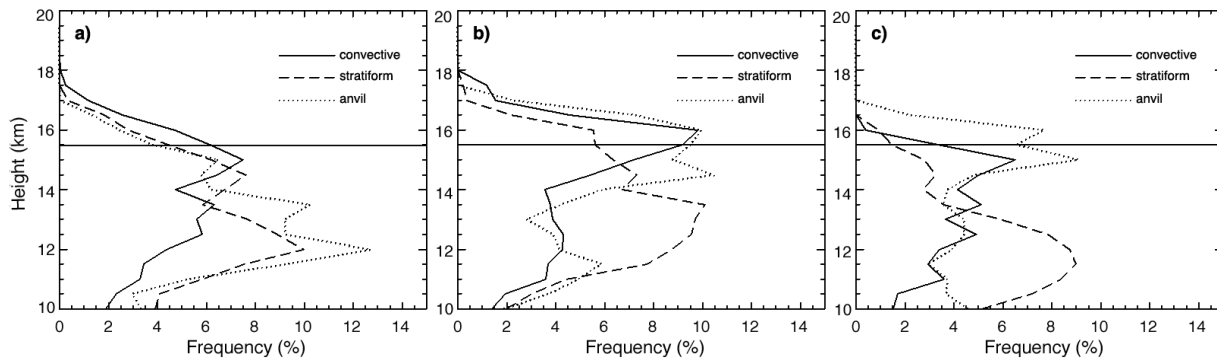 a)
convective
stratiform
anvil
20
18
16
14
12
10
Height (km)
0 2 4 6 8 10 12 14
Frequency (%)
b)
convective
stratiform
anvil
20
18
16
14
12
10
0 2 4 6 8 10 12 14
Frequency (%)
c)
convective
stratiform
anvil
20
18
16
14
12
10
2 4 6 8 10 12 14
Frequency (%)